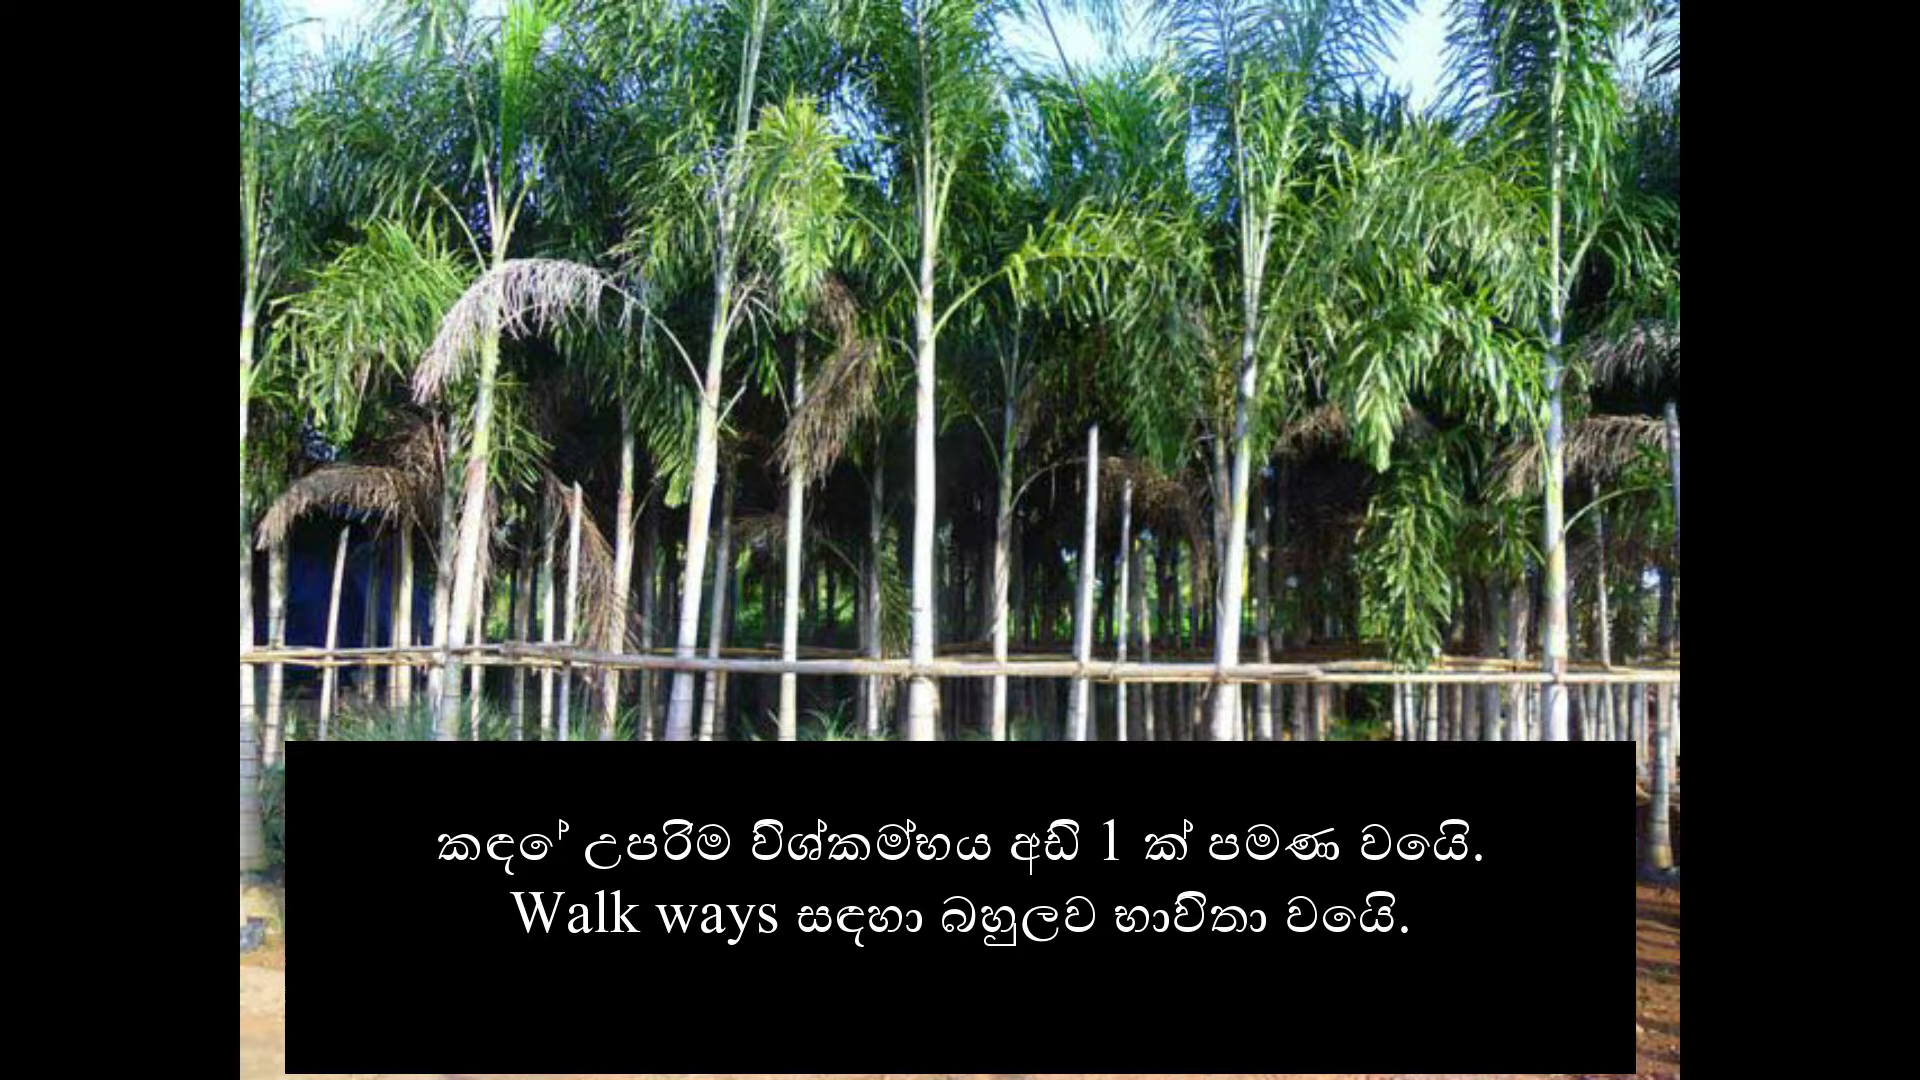 කඳේ උපරිම විශ්කම්භය අඩි 1 ක් පමණ වෙයි.
Walk ways සඳහා බහුලව භාවිතා වෙයි.